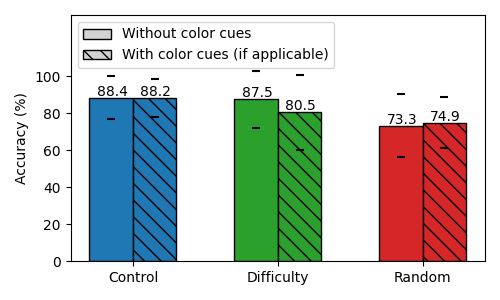 Without color cues
With color cues (if applicable)
Accuracy (%)
100
80
60
40
20
0
88.4 88.2
87.5 80.5
73.3 74.9
Control Difficulty Random